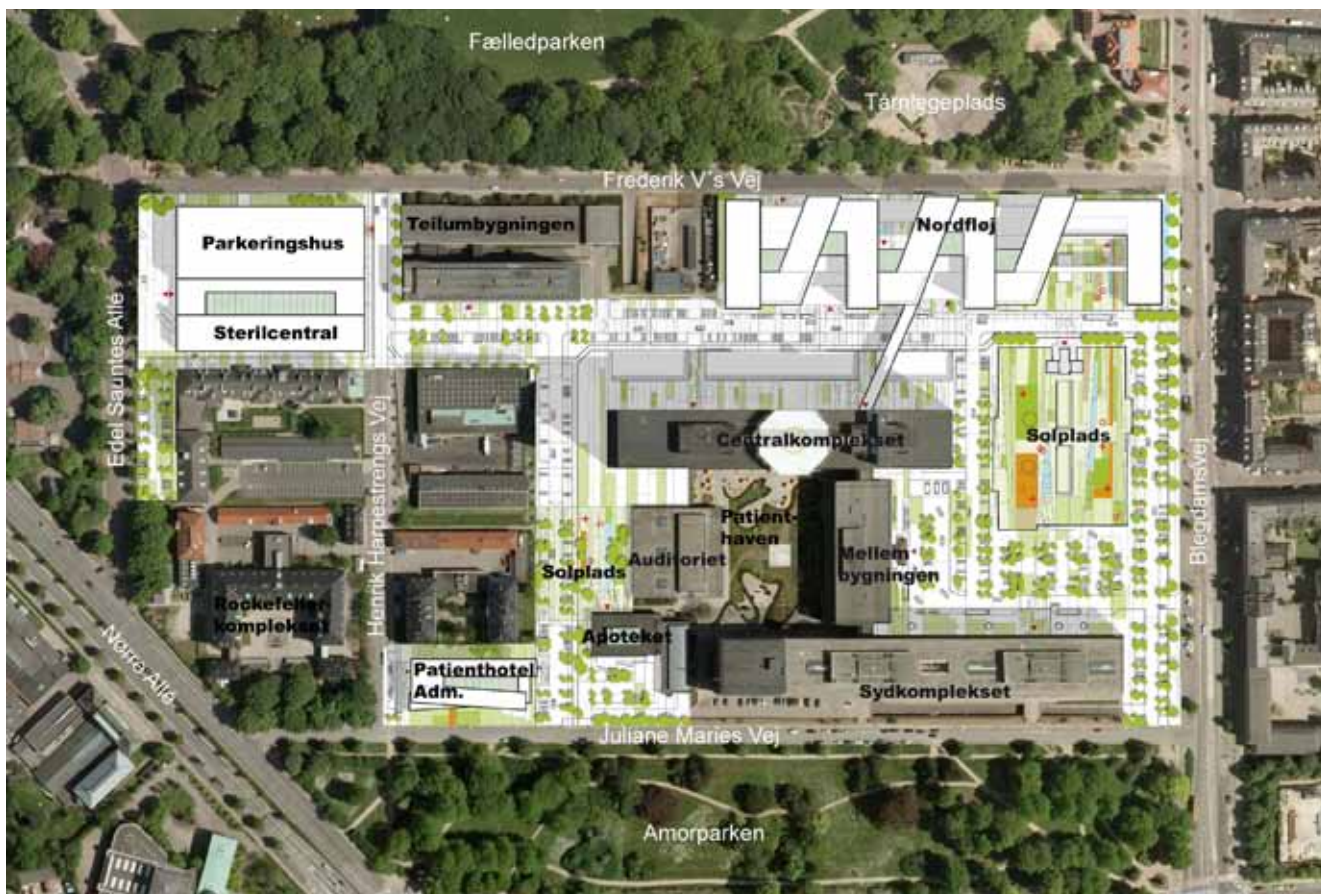 Fælledparken
Tårnlegeplads
Frederik V´s Vej
Parkeringshus
Teilumbygningen
Nordfløj
Sterilcentral
Edel Sauntes Allé
Henrik Harpestrengs Vej
Centralkomplekset
Solplads
Blegdamsvej
Patient-
haven
Auditoriet
Mellem
bygningen
Solplads
Rockefeller
komplekset
Nörre Allé
Apoteket
Patienthotel
Adm.
Sydkomplekset
Juliane Maries Vej
Amorparken